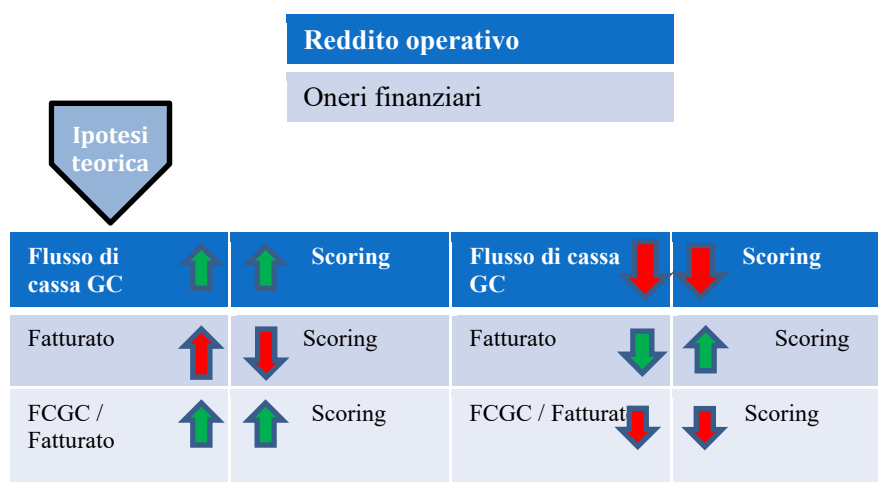 Reddito operativo
Oneri finanziari
Ipotesi
teorica
Flusso di
cassa GC
Scoring
Flusso di cassa
GC
Scoring
Fatturato
Scoring
Fatturato
Scoring
FCGC /
Fatturato
Scoring
FCGC / Fatturato
Scoring